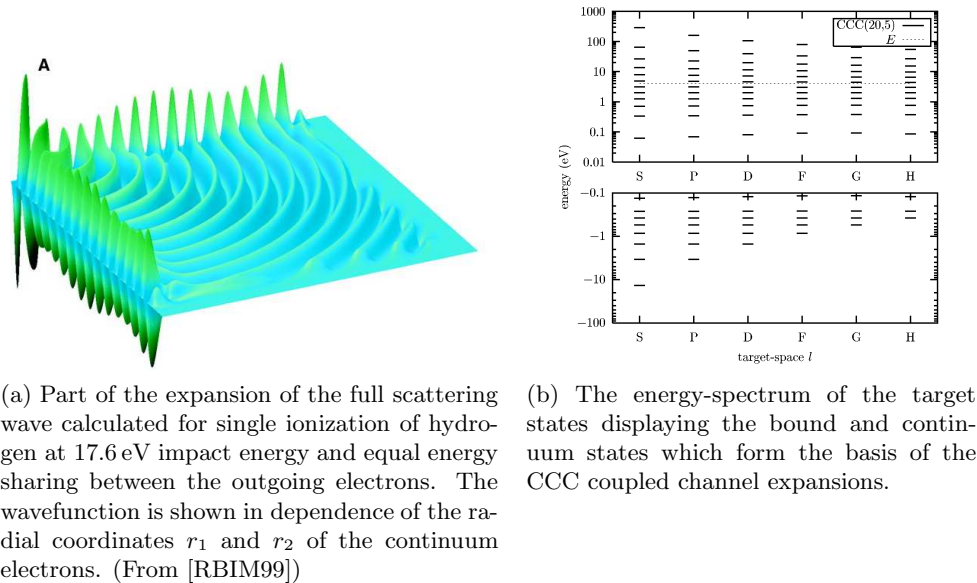 A
1000
100
10
1
0.1
0.01
CCC(20,5)
E
S P D F G H
energy (eV)
−0.1
−1
−10
−100
S P D F G H
target-space l
(a) Part of the expansion of the full scattering
wave calculated for single ionization of hydro-
gen at 17.6 eV impact energy and equal energy
sharing between the outgoing electrons. The
wavefunction is shown in dependence of the ra-
dial coordinates r1 and r2 of the continuum
electrons. (From [RBIM99])
(b) The energy-spectrum of the target
states displaying the bound and contin-
uum states which form the basis of the
CCC coupled channel expansions.